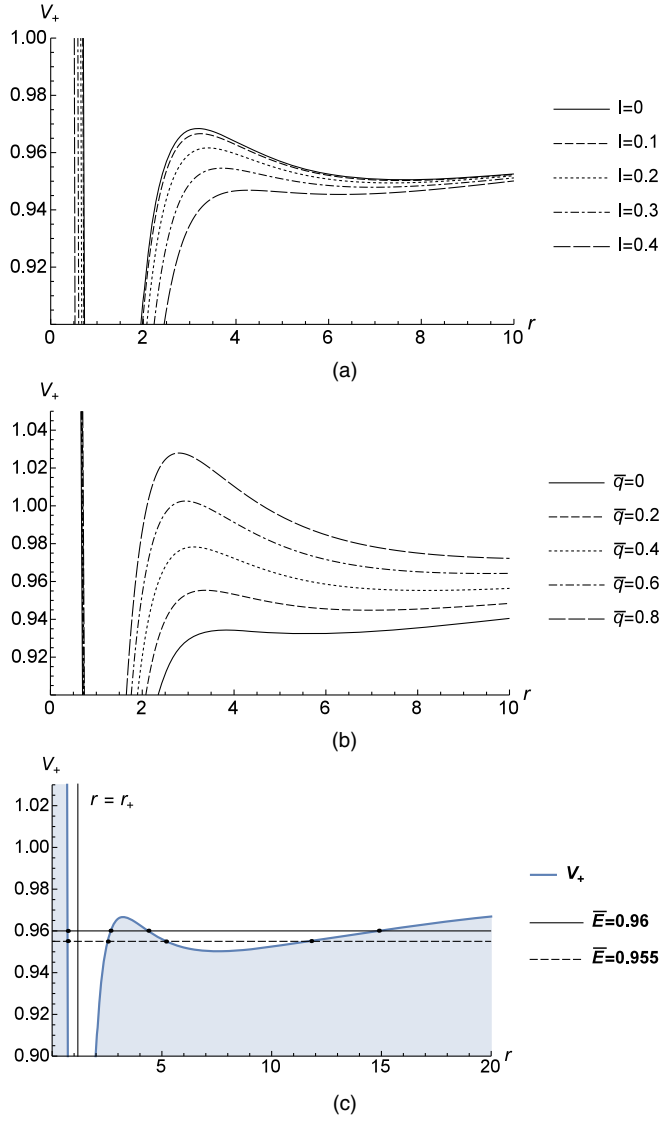 V₊
1.00
0.98
0.96
0.94
0.92
0 2 4 6 8 10 r
l=0
l=0.1
l=0.2
l=0.3
l=0.4
(a)
V₊
1.04
1.02
1.00
0.98
0.96
0.94
0.92
0 2 4 6 8 10 r
q̅=0
q̅=0.2
q̅=0.4
q̅=0.6
q̅=0.8
(b)
V₊
r = r₊
1.02
1.00
0.98
0.96
0.94
0.92
0.90
5 10 15 20 r
V₊
E̅=0.96
E̅=0.955
(c)